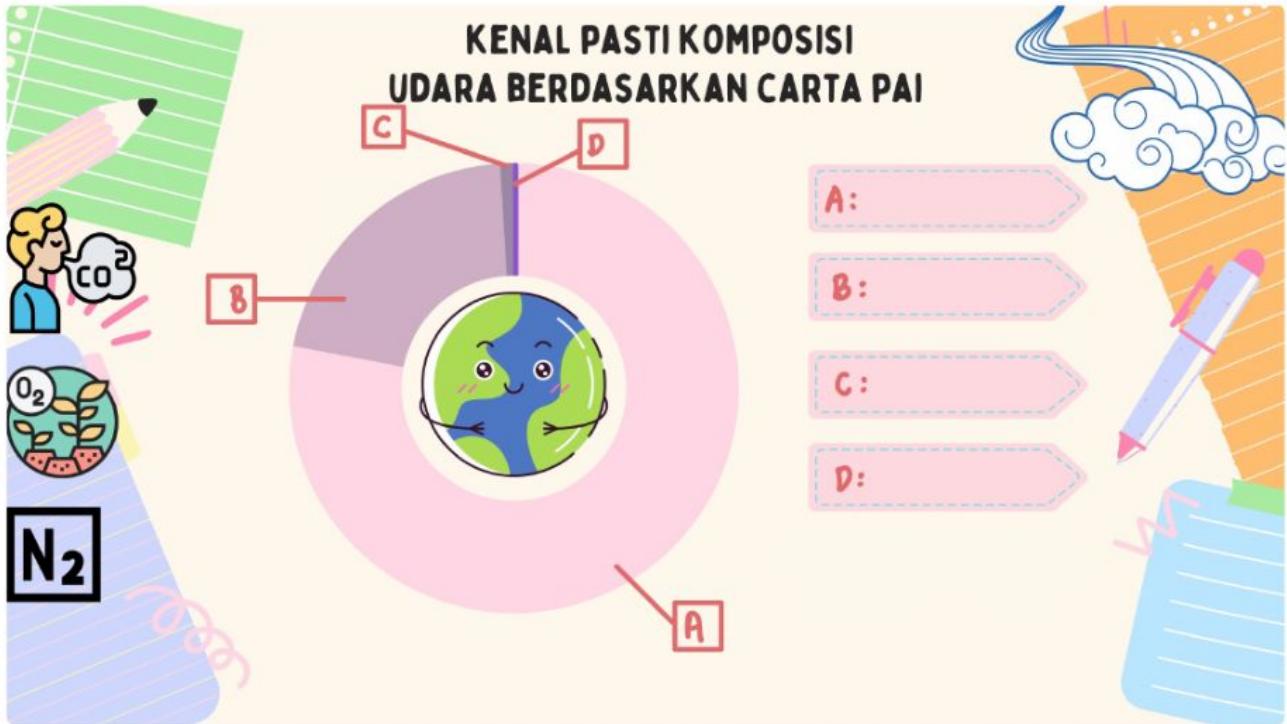 KENAL PASTI KOMPOSISI
UDARA BERDASARKAN CARTA PAI
C
D
B
A
A:
B:
C:
D:
CO2
O2
N2